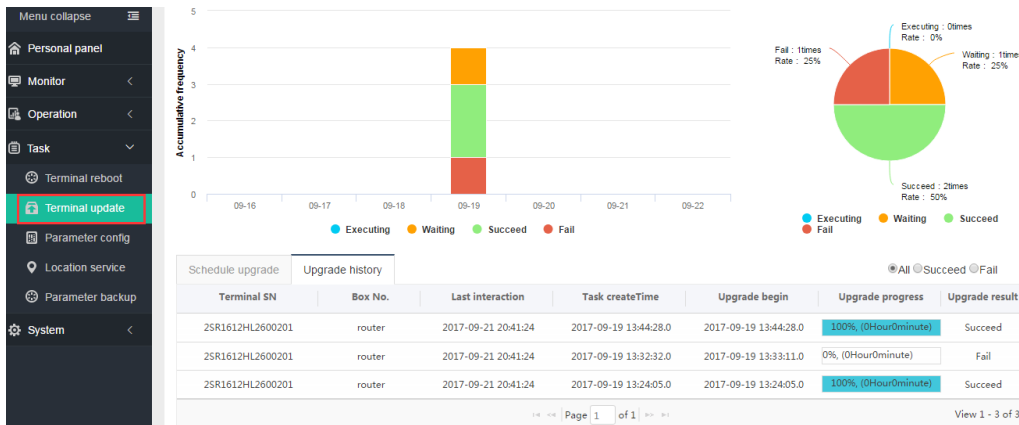 Menu collapse
Personal panel
Monitor
Operation
Task
Terminal reboot
Terminal update
Parameter config
Location service
Parameter backup
System
Accumulative frequency
5
4
3
2
1
0
09-16 09-17 09-18 09-19 09-20 09-21 09-22
Executing Waiting Succeed Fail
Executing : 0times
Rate : 0%
Fail : 1times
Rate : 25%
Waiting : 1time
Rate : 25%
Succeed : 2times
Rate : 50%
Executing Waiting Succeed
Fail
Schedule upgrade Upgrade history All Succeed Fail
Terminal SN Box No. Last interaction Task createTime Upgrade begin Upgrade progress Upgrade result
2SR1612HL2600201 router 2017-09-21 20:41:24 2017-09-19 13:44:28.0 2017-09-19 13:44:28.0 100%, (0Hour0minute) Succeed
2SR1612HL2600201 router 2017-09-21 20:41:24 2017-09-19 13:32:32.0 2017-09-19 13:33:11.0 0%, (0Hour0minute) Fail
2SR1612HL2600201 router 2017-09-21 20:41:24 2017-09-19 13:24:05.0 2017-09-19 13:24:05.0 100%, (0Hour0minute) Succeed
Page 1 of 1 View 1 - 3 of 3